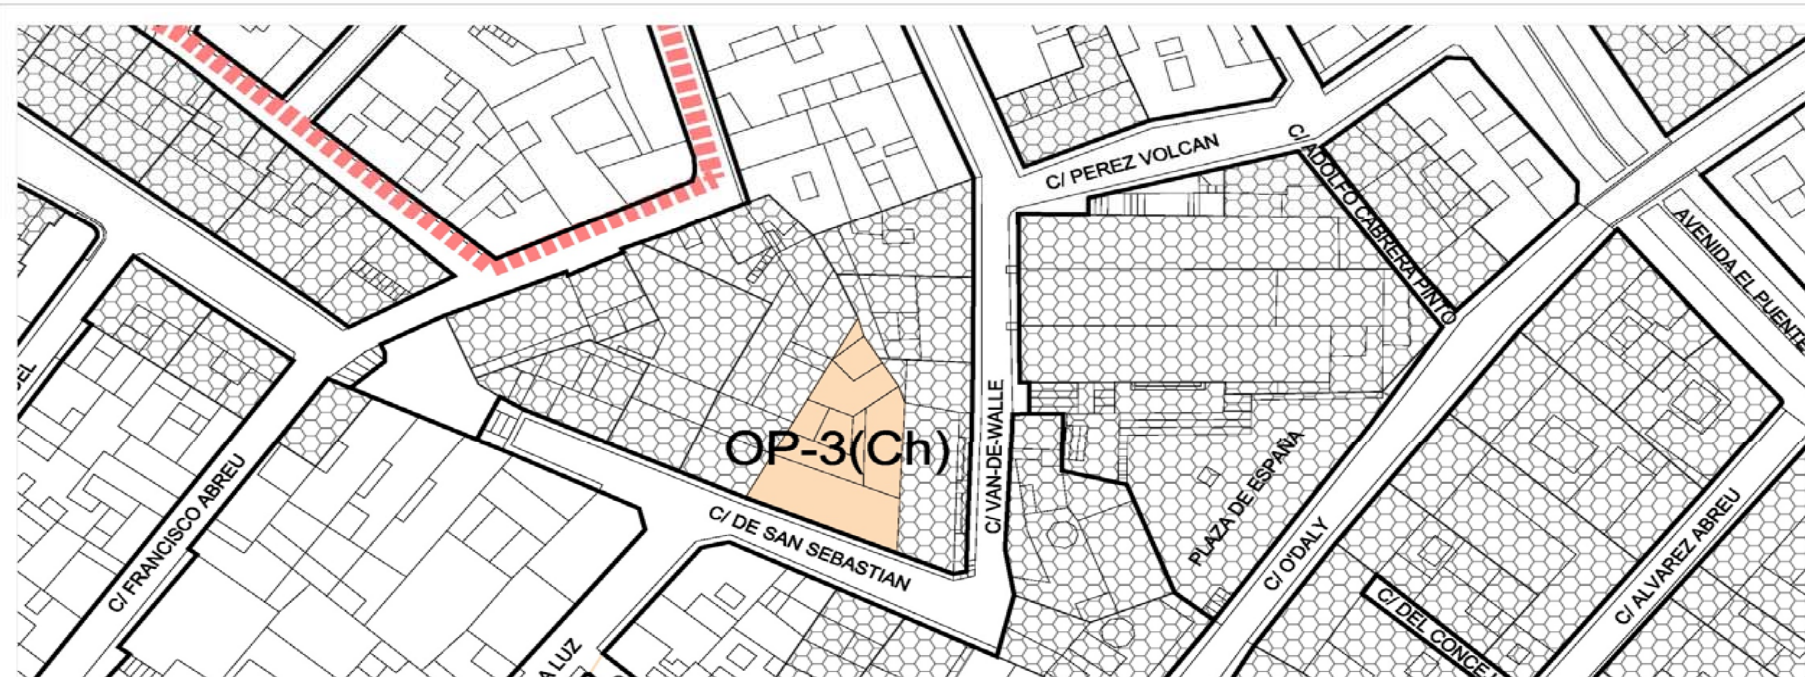 C/ PEREZ VOLCAN
C/ ADOLFO CABRERA PINTO
AVENIDA EL PUENTE
OP-3(Ch)
C/ VAN-DE-WALLE
PLAZA DE ESPAÑA
C/ FRANCISCO ABREU
C/ DE SAN SEBASTIAN
C/ O'DALY
C/ ALVAREZ ABREU
C/ DEL CONCE
A LUZ